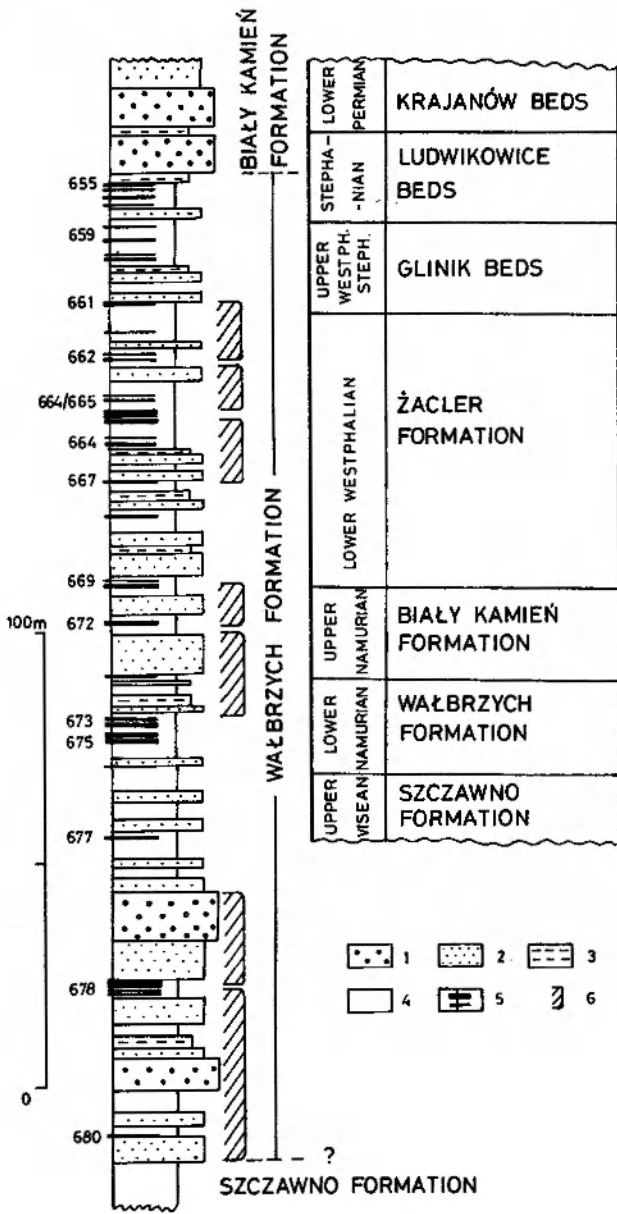 BIAŁY KAMIEŃ
FORMATION
655
659
661
662
664/665
664
667
669
672
673
675
677
678
680
100m
0
WAŁBRZYCH FORMATION
?
SZCZAWNO FORMATION
LOWER
PERMIAN
KRAJANÓW BEDS
STEPHA-
-NIAN
LUDWIKOWICE
BEDS
UPPER
WESTPH.
STEPH.
GLINIK BEDS
LOWER WESTPHALIAN
ŻACLER
FORMATION
UPPER
NAMURIAN
BIAŁY KAMIEŃ
FORMATION
LOWER
NAMURIAN
WAŁBRZYCH
FORMATION
UPPER
VISEAN
SZCZAWNO
FORMATION
1
2
3
4
5
6